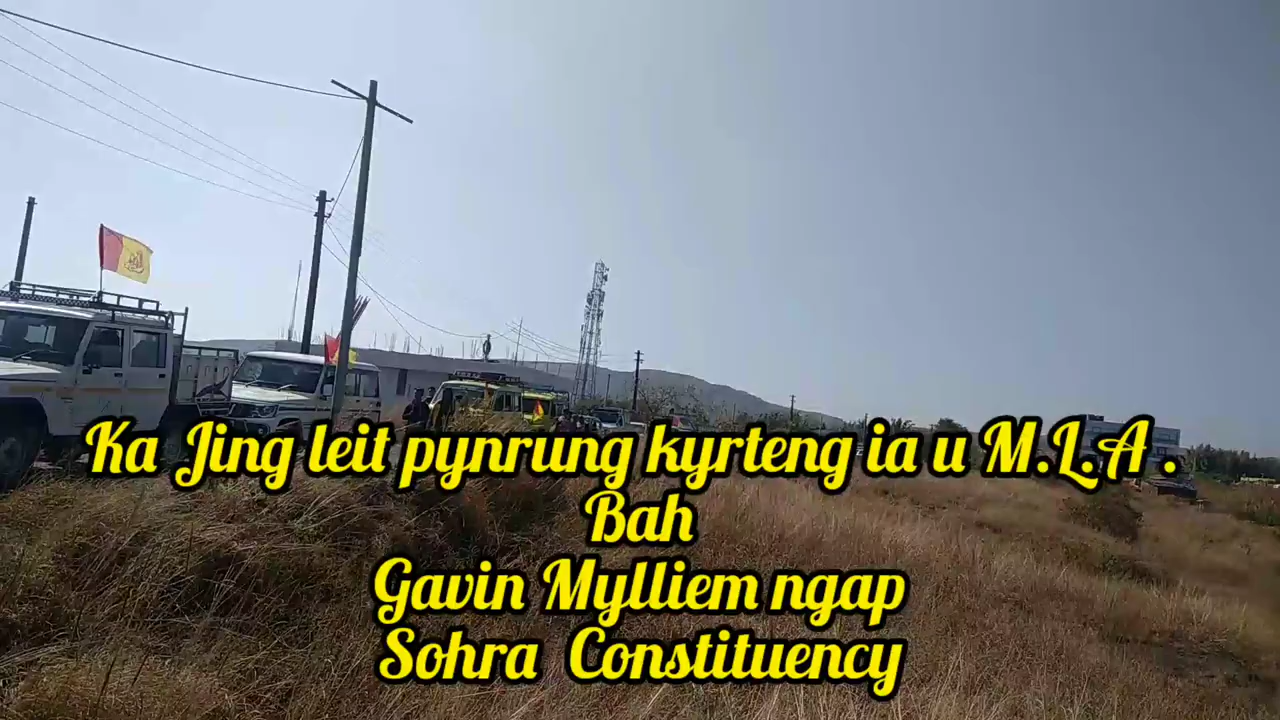 Ka Jing leit pynrung kyrteng ia u M.L.A .
Bah
Gavin Mylliem ngap
Sohra Constituency